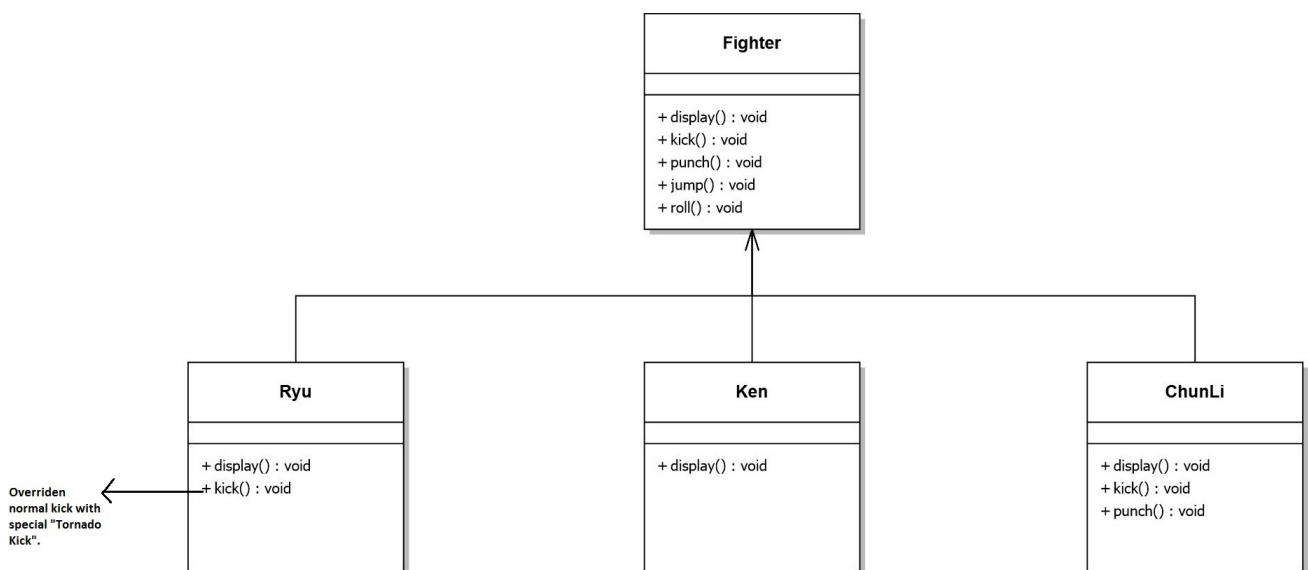 Fighter
+ display() : void
+ kick() : void
+ punch() : void
+ jump() : void
+ roll() : void
Ryu
+ display() : void
+ kick() : void
Overriden
normal kick with
special "Tornado
Kick".
Ken
+ display() : void
ChunLi
+ display() : void
+ kick() : void
+ punch() : void